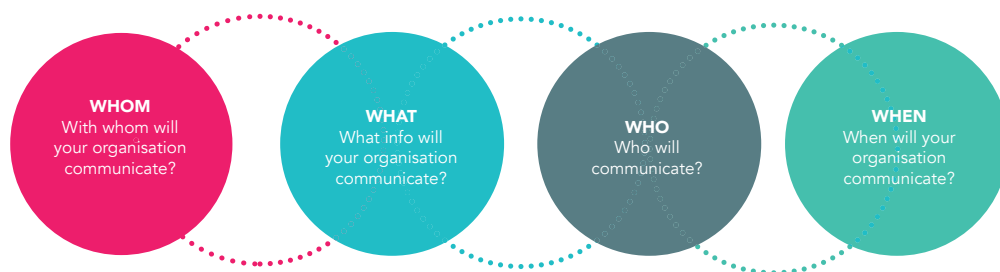 WHOM
With whom will
your organisation
communicate?
WHAT
What info will
your organisation
communicate?
WHO
Who will
communicate?
WHEN
When will your
organisation
communicate?